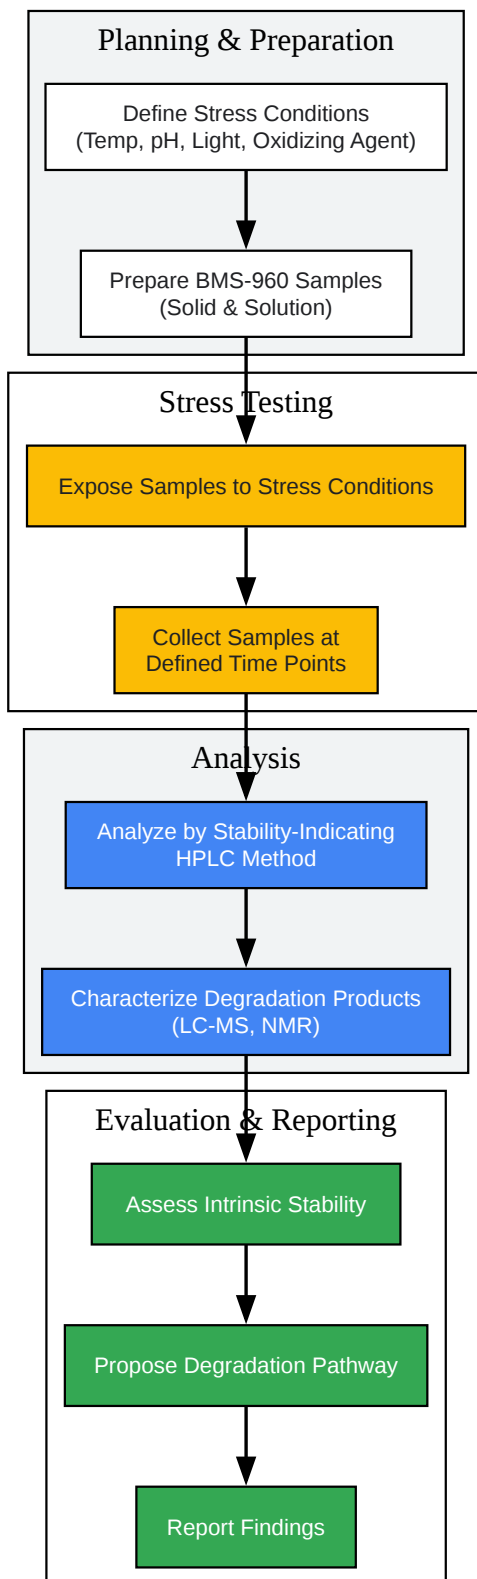 Planning & Preparation
Define Stress Conditions
(Temp, pH, Light, Oxidizing Agent)
Prepare BMS-960 Samples
(Solid & Solution)
Stress Testing
Expose Samples to Stress Conditions
Collect Samples at
Defined Time Points
Analysis
Analyze by Stability-Indicating
HPLC Method
Characterize Degradation Products
(LC-MS, NMR)
Evaluation & Reporting
Assess Intrinsic Stability
Propose Degradation Pathway
Report Findings